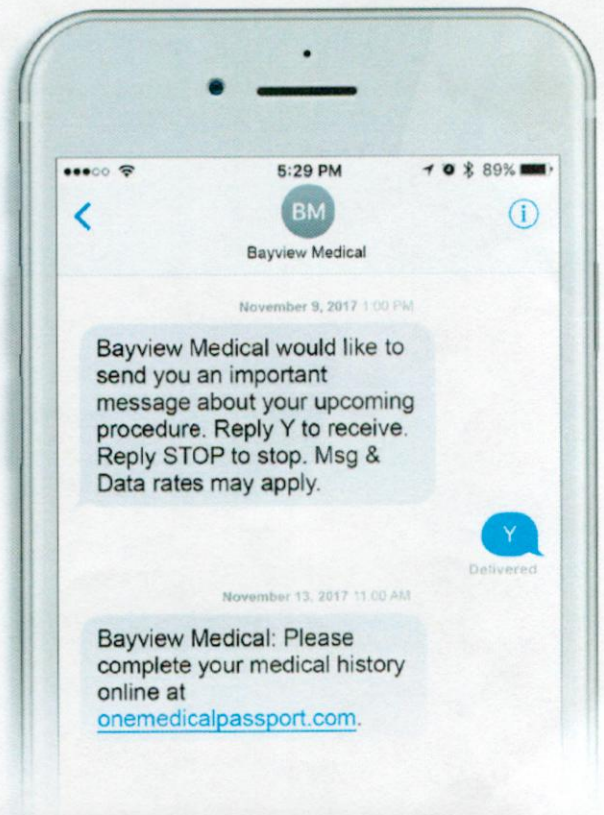 5:29 PM
89%
BM
Bayview Medical
November 9, 2017 1:00 PM
Bayview Medical would like to
send you an important
message about your upcoming
procedure. Reply Y to receive.
Reply STOP to stop. Msg &
Data rates may apply.
Y
Delivered
November 13, 2017 11:00 AM
Bayview Medical: Please
complete your medical history
online at
onemedicalpassport.com.